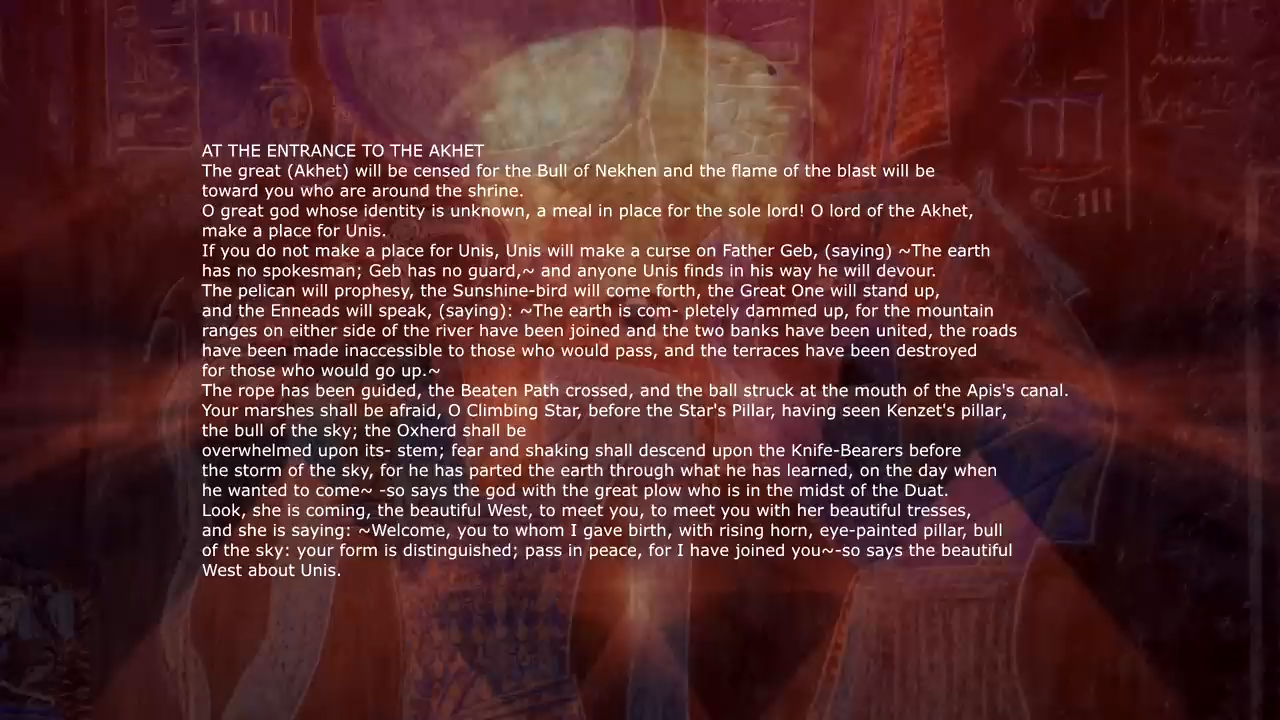 AT THE ENTRANCE TO THE AKHET
The great (Akhet) will be censed for the Bull of Nekhen and the flame of the blast will be
toward you who are around the shrine.
O great god whose identity is unknown, a meal in place for the sole lord! O lord of the Akhet,
make a place for Unis.
If you do not make a place for Unis, Unis will make a curse on Father Geb, (saying) ~The earth
has no spokesman; Geb has no guard,~ and anyone Unis finds in his way he will devour.
The pelican will prophesy, the Sunshine-bird will come forth, the Great One will stand up,
and the Enneads will speak, (saying): ~The earth is com- pletely dammed up, for the mountain
ranges on either side of the river have been joined and the two banks have been united, the roads
have been made inaccessible to those who would pass, and the terraces have been destroyed
for those who would go up.~
The rope has been guided, the Beaten Path crossed, and the ball struck at the mouth of the Apis's canal.
Your marshes shall be afraid, O Climbing Star, before the Star's Pillar, having seen Kenzet's pillar,
the bull of the sky; the Oxherd shall be
overwhelmed upon its- stem; fear and shaking shall descend upon the Knife-Bearers before
the storm of the sky, for he has parted the earth through what he has learned, on the day when
he wanted to come~ -so says the god with the great plow who is in the midst of the Duat.
Look, she is coming, the beautiful West, to meet you, to meet you with her beautiful tresses,
and she is saying: ~Welcome, you to whom I gave birth, with rising horn, eye-painted pillar, bull
of the sky: your form is distinguished; pass in peace, for I have joined you~-so says the beautiful
West about Unis.